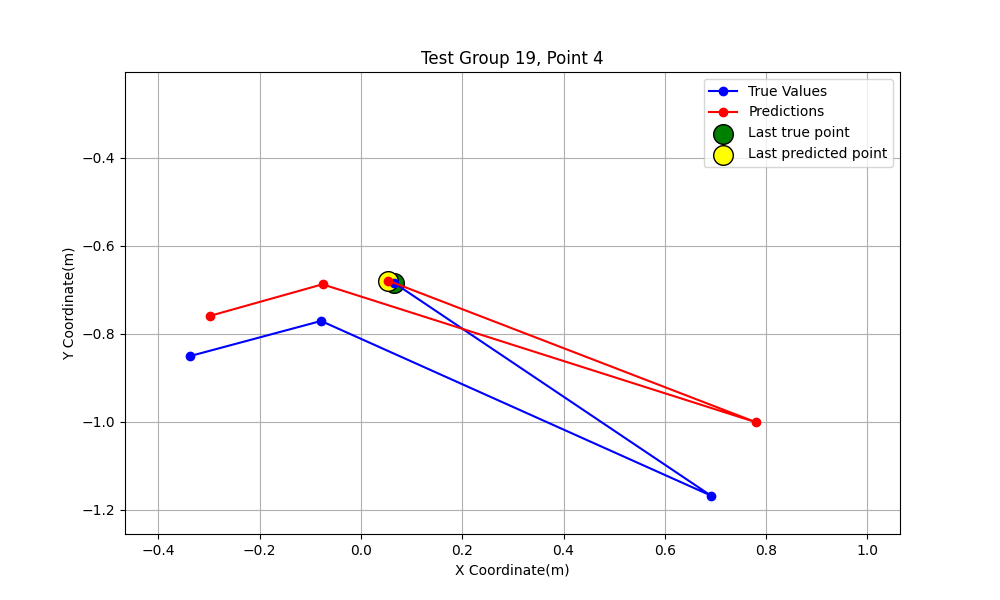 Test Group 19, Point 4
True Values
Predictions
Last true point
Last predicted point
−0.4
−0.6
−0.8
−1.0
−1.2
Y Coordinate(m)
−0.4 −0.2 0.0 0.2 0.4 0.6 0.8 1.0
X Coordinate(m)